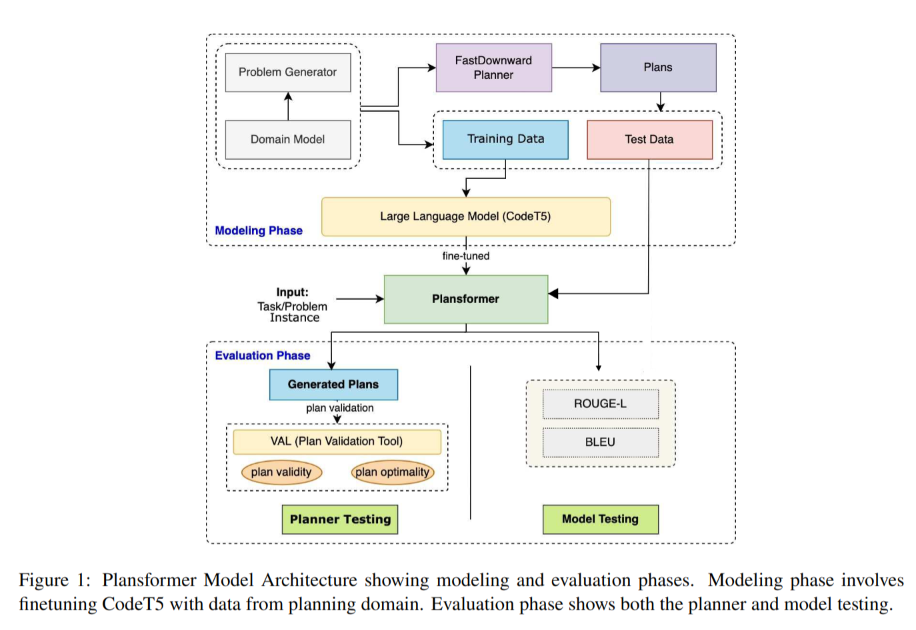 Problem Generator
Domain Model
FastDownward
Planner
Plans
Training Data
Test Data
Large Language Model (CodeT5)
Modeling Phase
fine-tuned
Input:
Task/Problem
Instance
Plansformer
Evaluation Phase
Generated Plans
plan validation
VAL (Plan Validation Tool)
plan validity
plan optimality
Planner Testing
ROUGE-L
BLEU
Model Testing
Figure 1: Plansformer Model Architecture showing modeling and evaluation phases. Modeling phase involves
finetuning CodeT5 with data from planning domain. Evaluation phase shows both the planner and model testing.